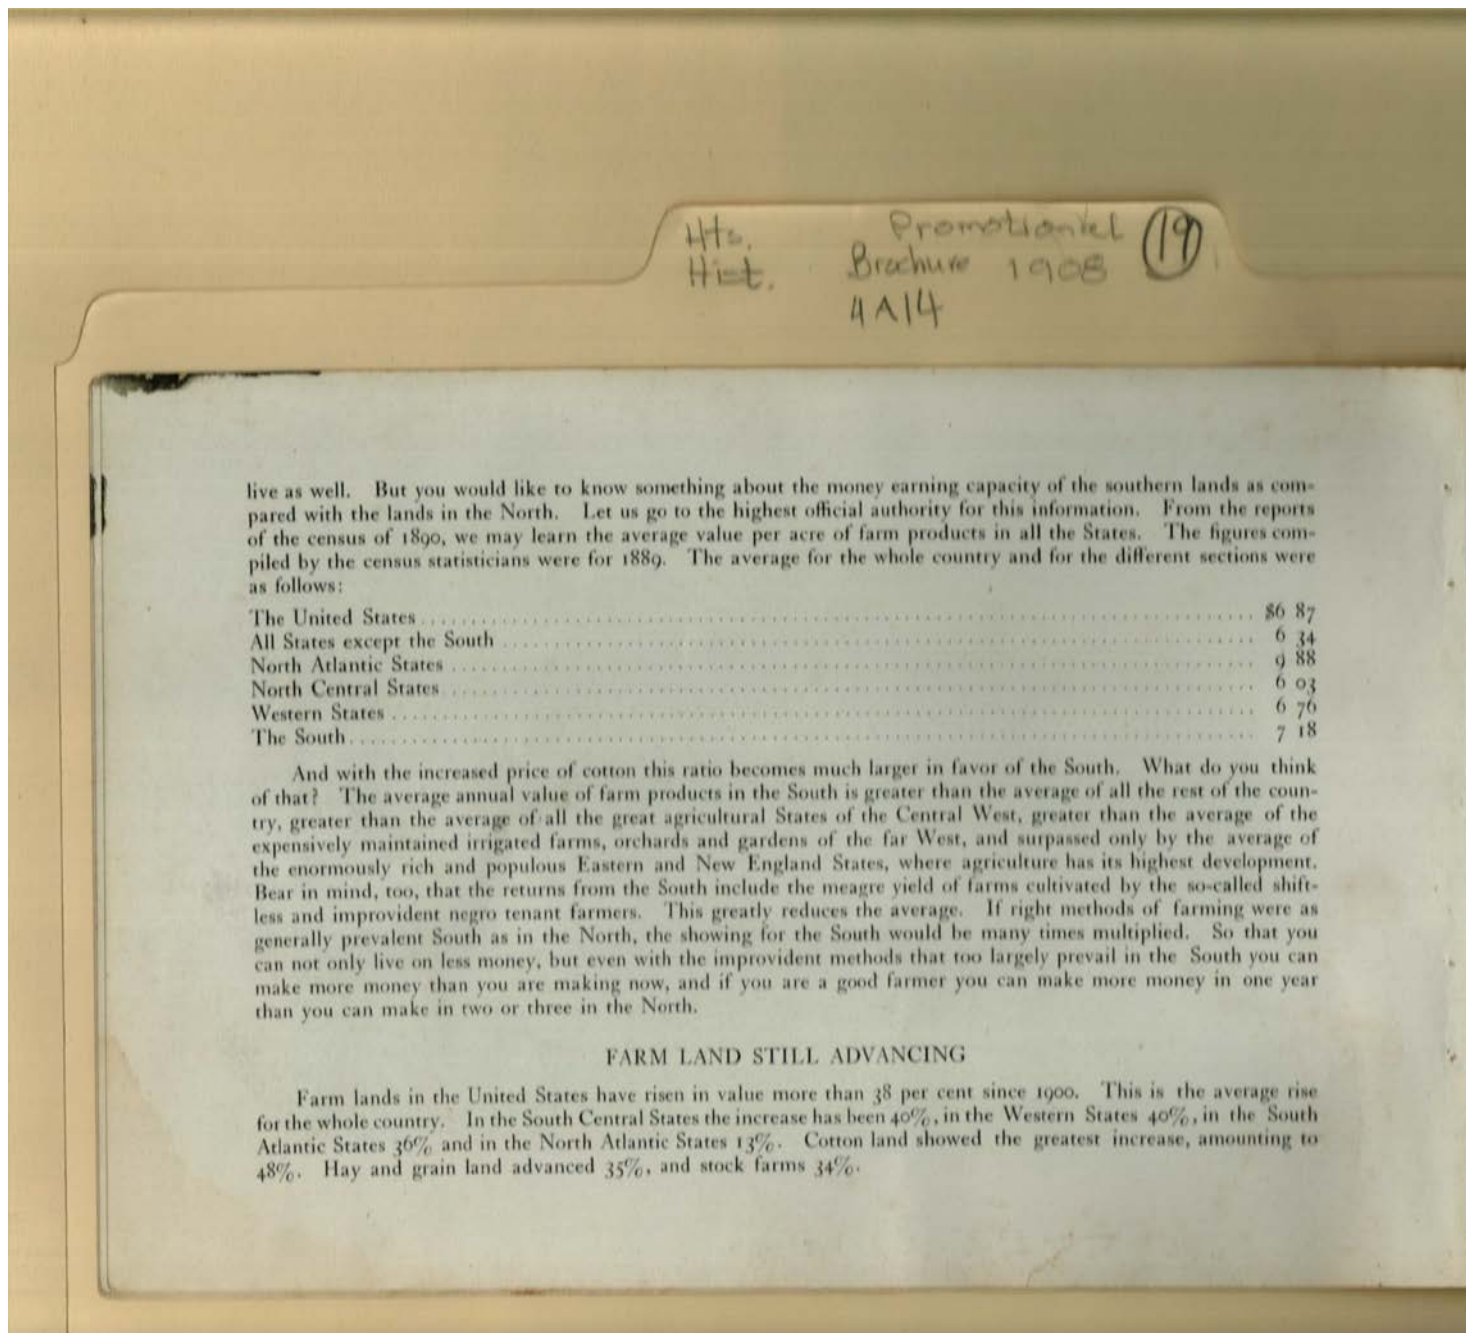 Hts. Promotional 19
Hist. Brochure 1908
4A14
live as well. But you would like to know something about the money earning capacity of the southern lands as com-
pared with the lands in the North. Let us go to the highest official authority for this information. From the reports
of the census of 1890, we may learn the average value per acre of farm products in all the States. The figures com-
piled by the census statisticians were for 1889. The average for the whole country and for the different sections were
as follows:
The United States ........ $6 87
All States except the South ........ 6 34
North Atlantic States ........ 9 88
North Central States ........ 6 03
Western States ........ 6 76
The South ........ 7 18
And with the increased price of cotton this ratio becomes much larger in favor of the South. What do you think
of that? The average annual value of farm products in the South is greater than the average of all the rest of the coun-
try, greater than the average of all the great agricultural States of the Central West, greater than the average of the
expensively maintained irrigated farms, orchards and gardens of the far West, and surpassed only by the average of
the enormously rich and populous Eastern and New England States, where agriculture has its highest development.
Bear in mind, too, that the returns from the South include the meagre yield of farms cultivated by the so-called shift-
less and improvident negro tenant farmers. This greatly reduces the average. If right methods of farming were as
generally prevalent South as in the North, the showing for the South would be many times multiplied. So that you
can not only live on less money, but even with the improvident methods that too largely prevail in the South you can
make more money than you are making now, and if you are a good farmer you can make more money in one year
than you can make in two or three in the North.
FARM LAND STILL ADVANCING
Farm lands in the United States have risen in value more than 38 per cent since 1900. This is the average rise
for the whole country. In the South Central States the increase has been 40%, in the Western States 40%, in the South
Atlantic States 36% and in the North Atlantic States 13%. Cotton land showed the greatest increase, amounting to
48%. Hay and grain land advanced 35%, and stock farms 34%.